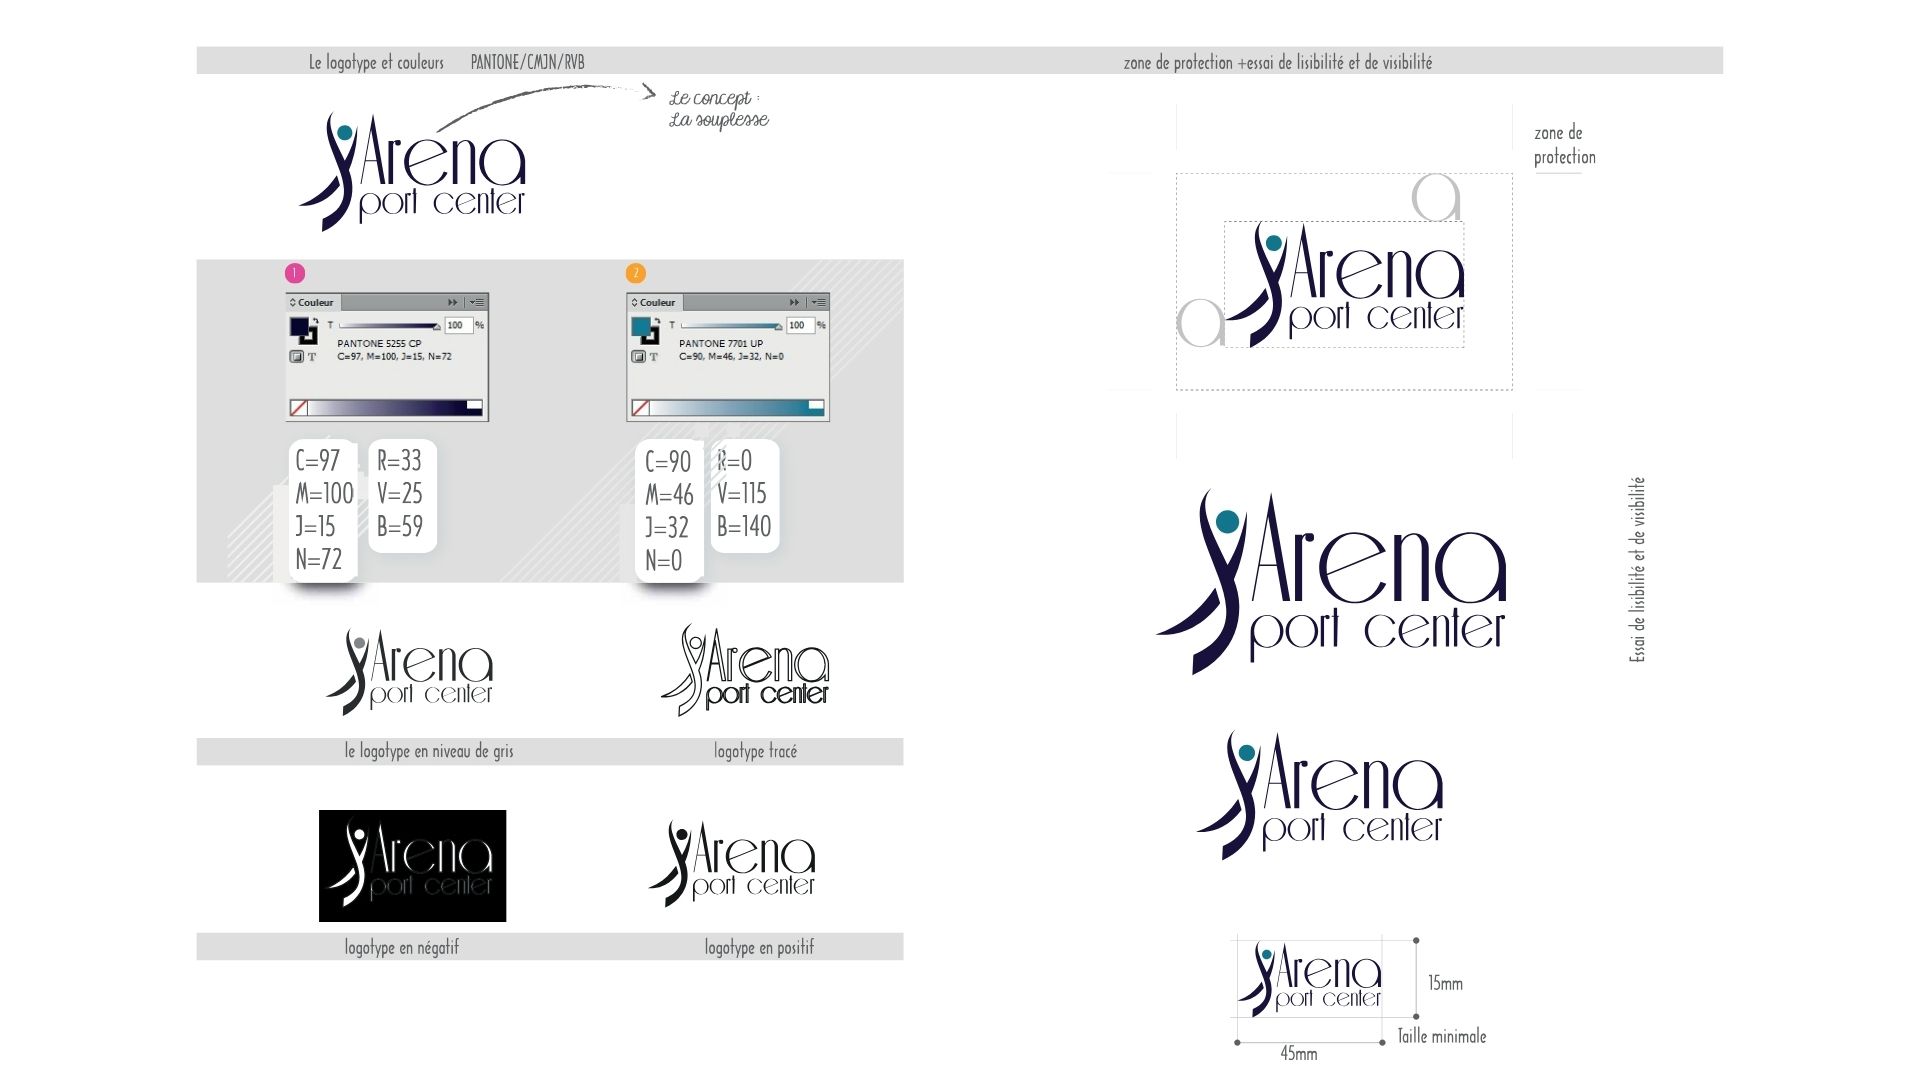 Le logotype et couleurs PANTONE/CMJN/RVB
Le concept :
La souplesse
Arena
port center
1
Couleur
T 100 %
PANTONE 5255 CP
C=97, M=100, J=15, N=72
T
2
Couleur
T 100 %
PANTONE 7701 UP
C=90, M=46, J=32, N=0
T
C=97
M=100
J=15
N=72
R=33
V=25
B=59
C=90
M=46
J=32
N=0
R=0
V=115
B=140
Arena
port center
Arena
port center
le logotype en niveau de gris
logotype tracé
Arena
port center
Arena
port center
logotype en négatif
logotype en positif
zone de protection +essai de lisibilité et de visibilité
zone de
protection
a
a
Arena
port center
Essai de lisibilité et de visibilité
Arena
port center
Arena
port center
Arena
port center
15mm
Taille minimale
45mm